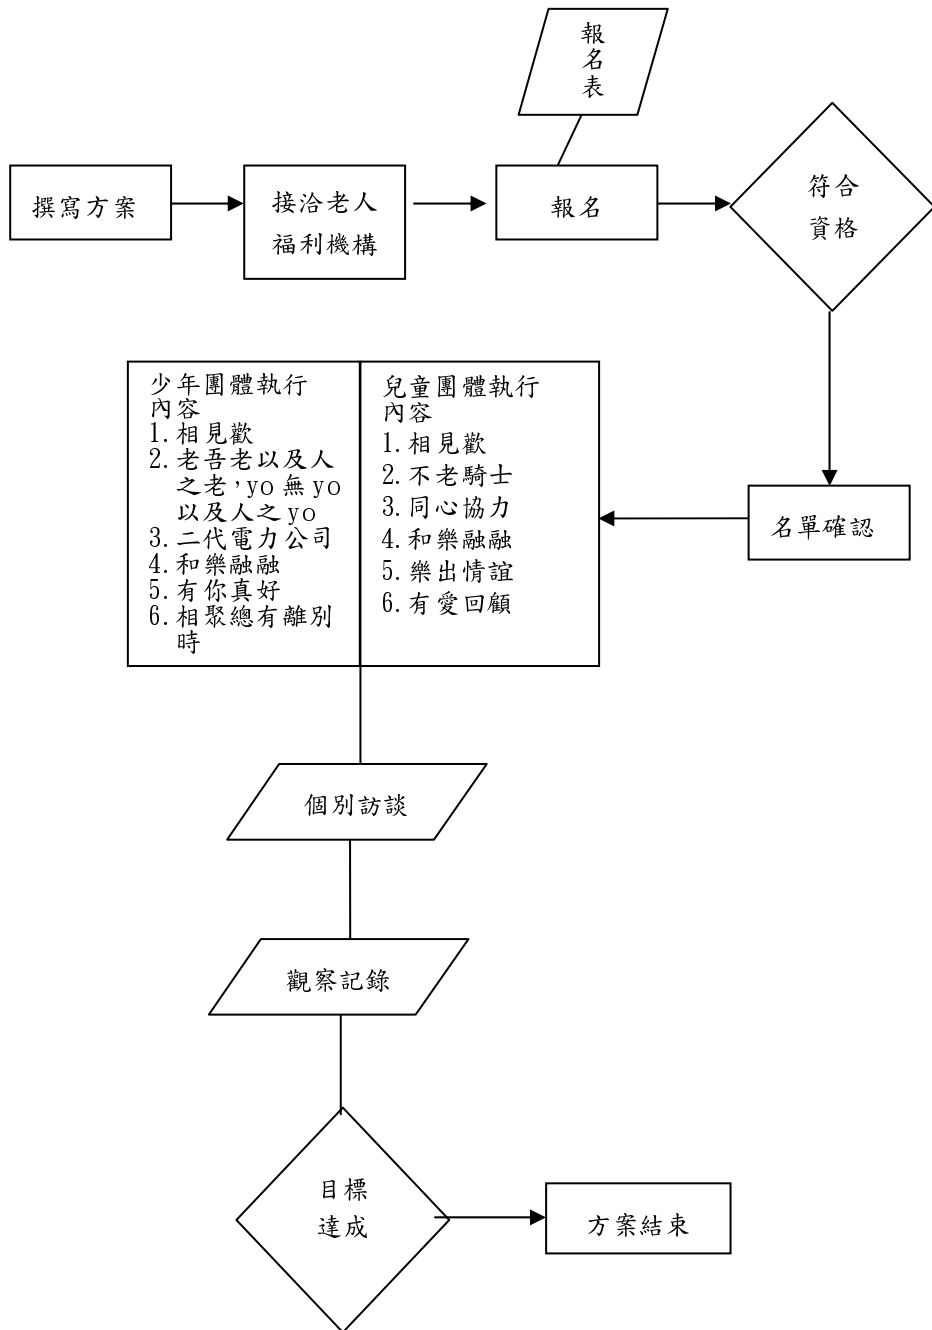 報名表
撰寫方案
接洽老人
福利機構
報名
符合
資格
少年團體執行
內容
1.相見歡
2.老吾老以及人
之老，yo無yo
以及人之yo
3.二代電力公司
4.和樂融融
5.有你真好
6.相聚總有離別
時
兒童團體執行
內容
1.相見歡
2.不老騎士
3.同心協力
4.和樂融融
5.樂出情誼
6.有愛回顧
名單確認
個別訪談
觀察記錄
目標
達成
方案結束